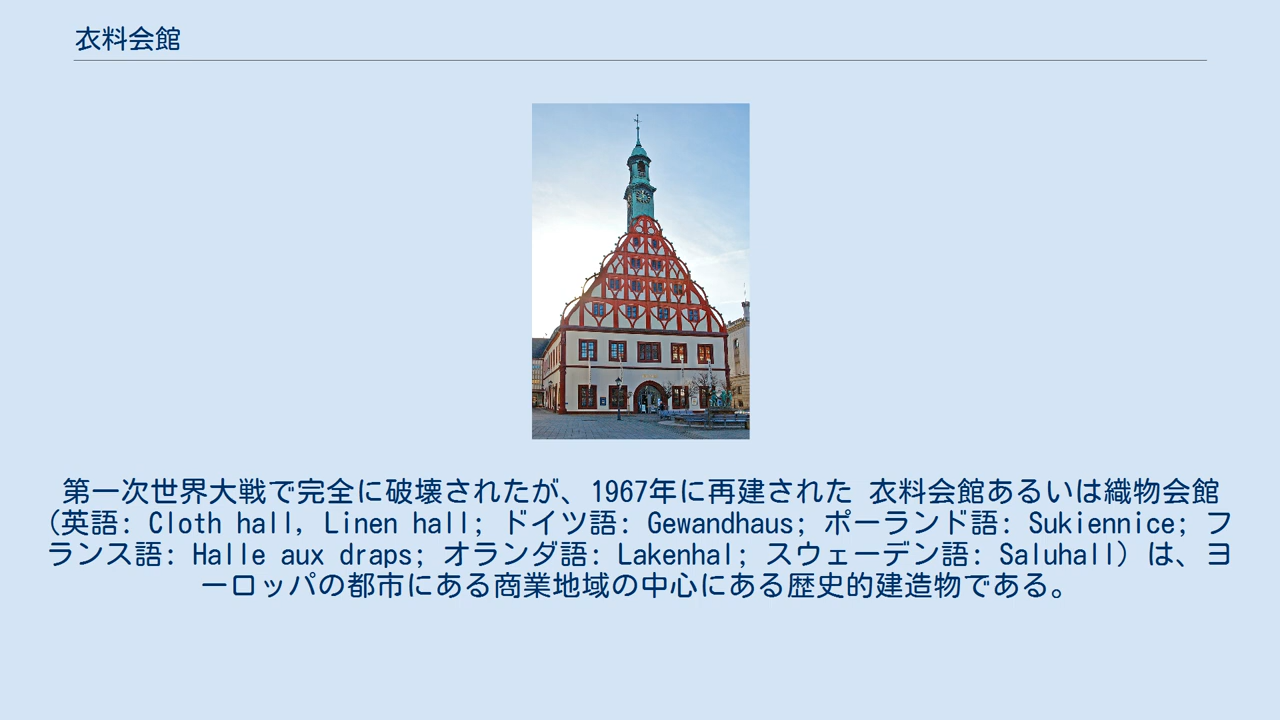 衣料会館
第一次世界大戦で完全に破壊されたが、1967年に再建された 衣料会館あるいは織物会館
（英語: Cloth hall, Linen hall; ドイツ語: Gewandhaus; ポーランド語: Sukiennice; フ
ランス語: Halle aux draps; オランダ語: Lakenhal; スウェーデン語: Saluhall）は、ヨ
ーロッパの都市にある商業地域の中心にある歴史的建造物である。